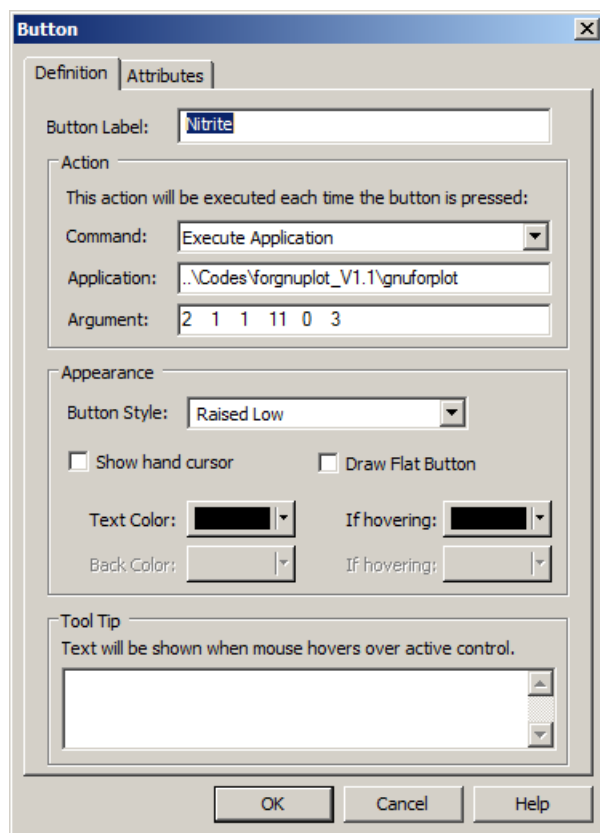 Button
Definition Attributes
Button Label: Nitrite
Action
This action will be executed each time the button is pressed:
Command: Execute Application
Application: ..\Codes\forgnuplot_V1.1\gnuforplot
Argument: 2 1 1 11 0 3
Appearance
Button Style: Raised Low
Show hand cursor Draw Flat Button
Text Color: If hovering:
Back Color: If hovering:
Tool Tip
Text will be shown when mouse hovers over active control.
OK Cancel Help